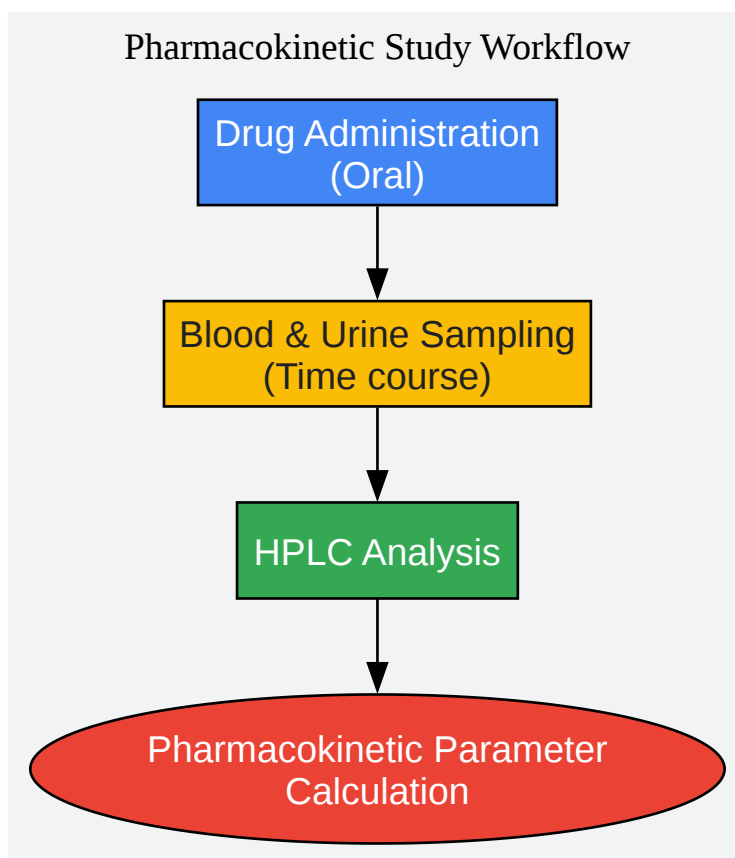 Pharmacokinetic Study Workflow
Drug Administration
(Oral)
Blood & Urine Sampling
(Time course)
HPLC Analysis
Pharmacokinetic Parameter
Calculation